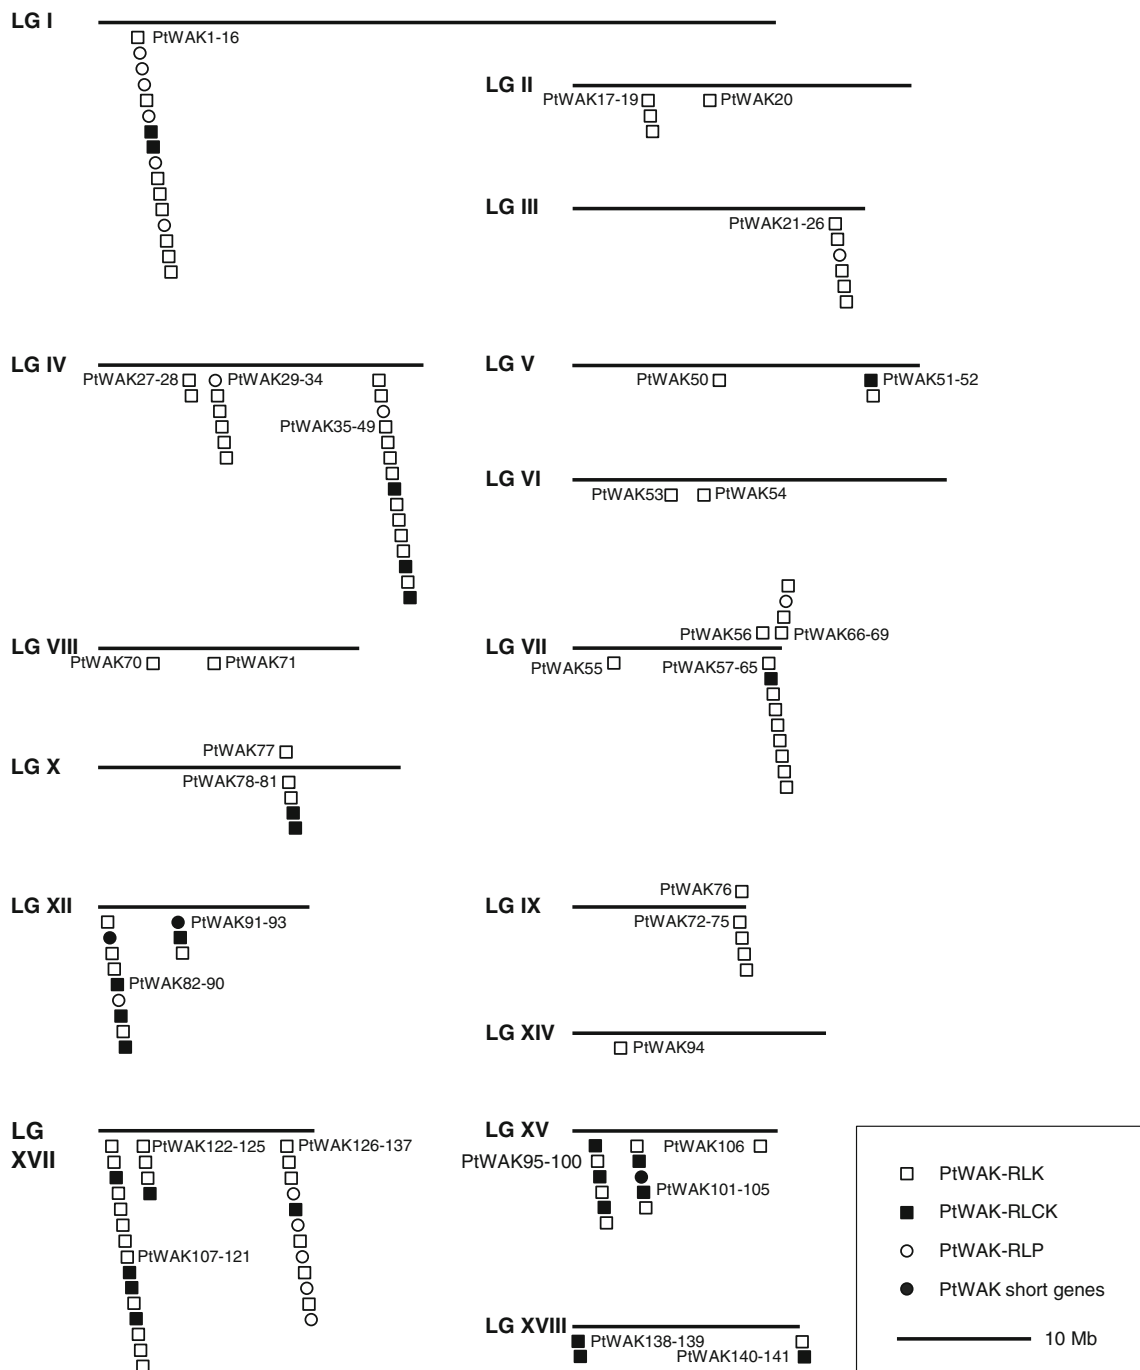 LG I
PtWAK1-16
LG II
PtWAK17-19
PtWAK20
LG III
PtWAK21-26
LG IV
PtWAK27-28
PtWAK29-34
PtWAK35-49
LG V
PtWAK50
PtWAK51-52
LG VI
PtWAK53
PtWAK54
LG VIII
PtWAK70
PtWAK71
LG VII
PtWAK56
PtWAK66-69
PtWAK55
PtWAK57-65
LG X
PtWAK77
PtWAK78-81
LG XII
PtWAK91-93
PtWAK82-90
LG IX
PtWAK76
PtWAK72-75
LG XIV
PtWAK94
LG
XVII
PtWAK122-125
PtWAK126-137
PtWAK107-121
LG XV
PtWAK106
PtWAK95-100
PtWAK101-105
LG XVIII
PtWAK138-139
PtWAK140-141
PtWAK-RLK
PtWAK-RLCK
PtWAK-RLP
PtWAK short genes
10 Mb